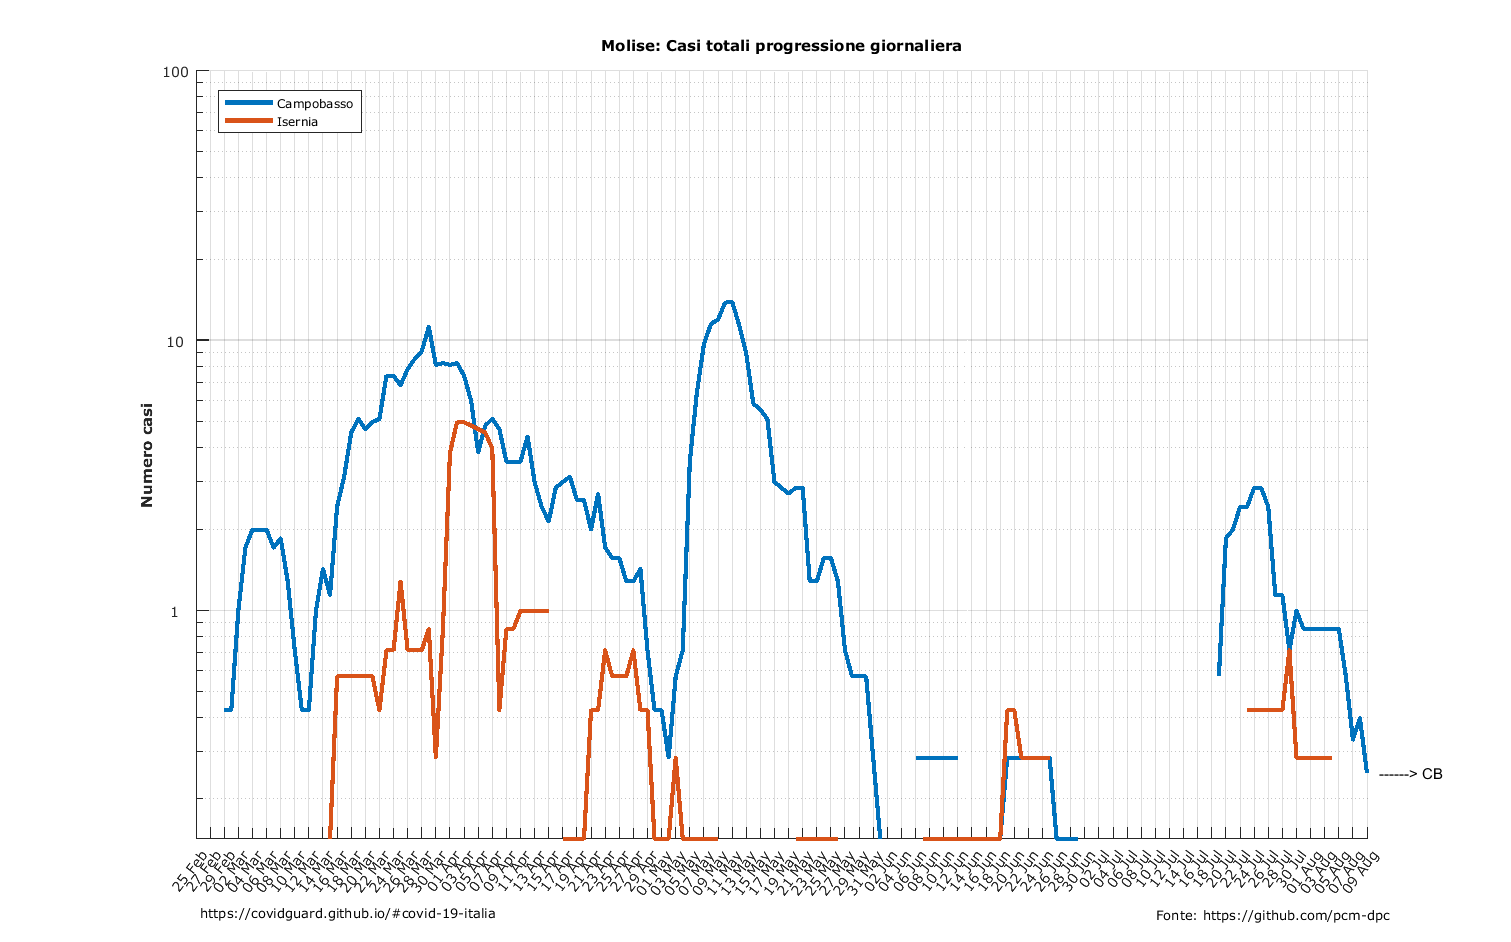 Molise: Casi totali progressione giornaliera
100
10
1
Numero casi
Campobasso
Isernia
------> CB
25 Feb
27 Feb
29 Feb
02 Mar
04 Mar
06 Mar
08 Mar
10 Mar
12 Mar
14 Mar
16 Mar
18 Mar
20 Mar
22 Mar
24 Mar
26 Mar
28 Mar
30 Mar
01 Apr
03 Apr
05 Apr
07 Apr
09 Apr
11 Apr
13 Apr
15 Apr
17 Apr
19 Apr
21 Apr
23 Apr
25 Apr
27 Apr
29 Apr
01 May
03 May
05 May
07 May
09 May
11 May
13 May
15 May
17 May
19 May
21 May
23 May
25 May
27 May
29 May
31 May
02 Jun
04 Jun
06 Jun
08 Jun
10 Jun
12 Jun
14 Jun
16 Jun
18 Jun
20 Jun
22 Jun
24 Jun
26 Jun
28 Jun
30 Jun
02 Jul
04 Jul
06 Jul
08 Jul
10 Jul
12 Jul
14 Jul
16 Jul
18 Jul
20 Jul
22 Jul
24 Jul
26 Jul
28 Jul
30 Jul
01 Aug
03 Aug
05 Aug
07 Aug
09 Aug
https://covidguard.github.io/#covid-19-italia
Fonte: https://github.com/pcm-dpc